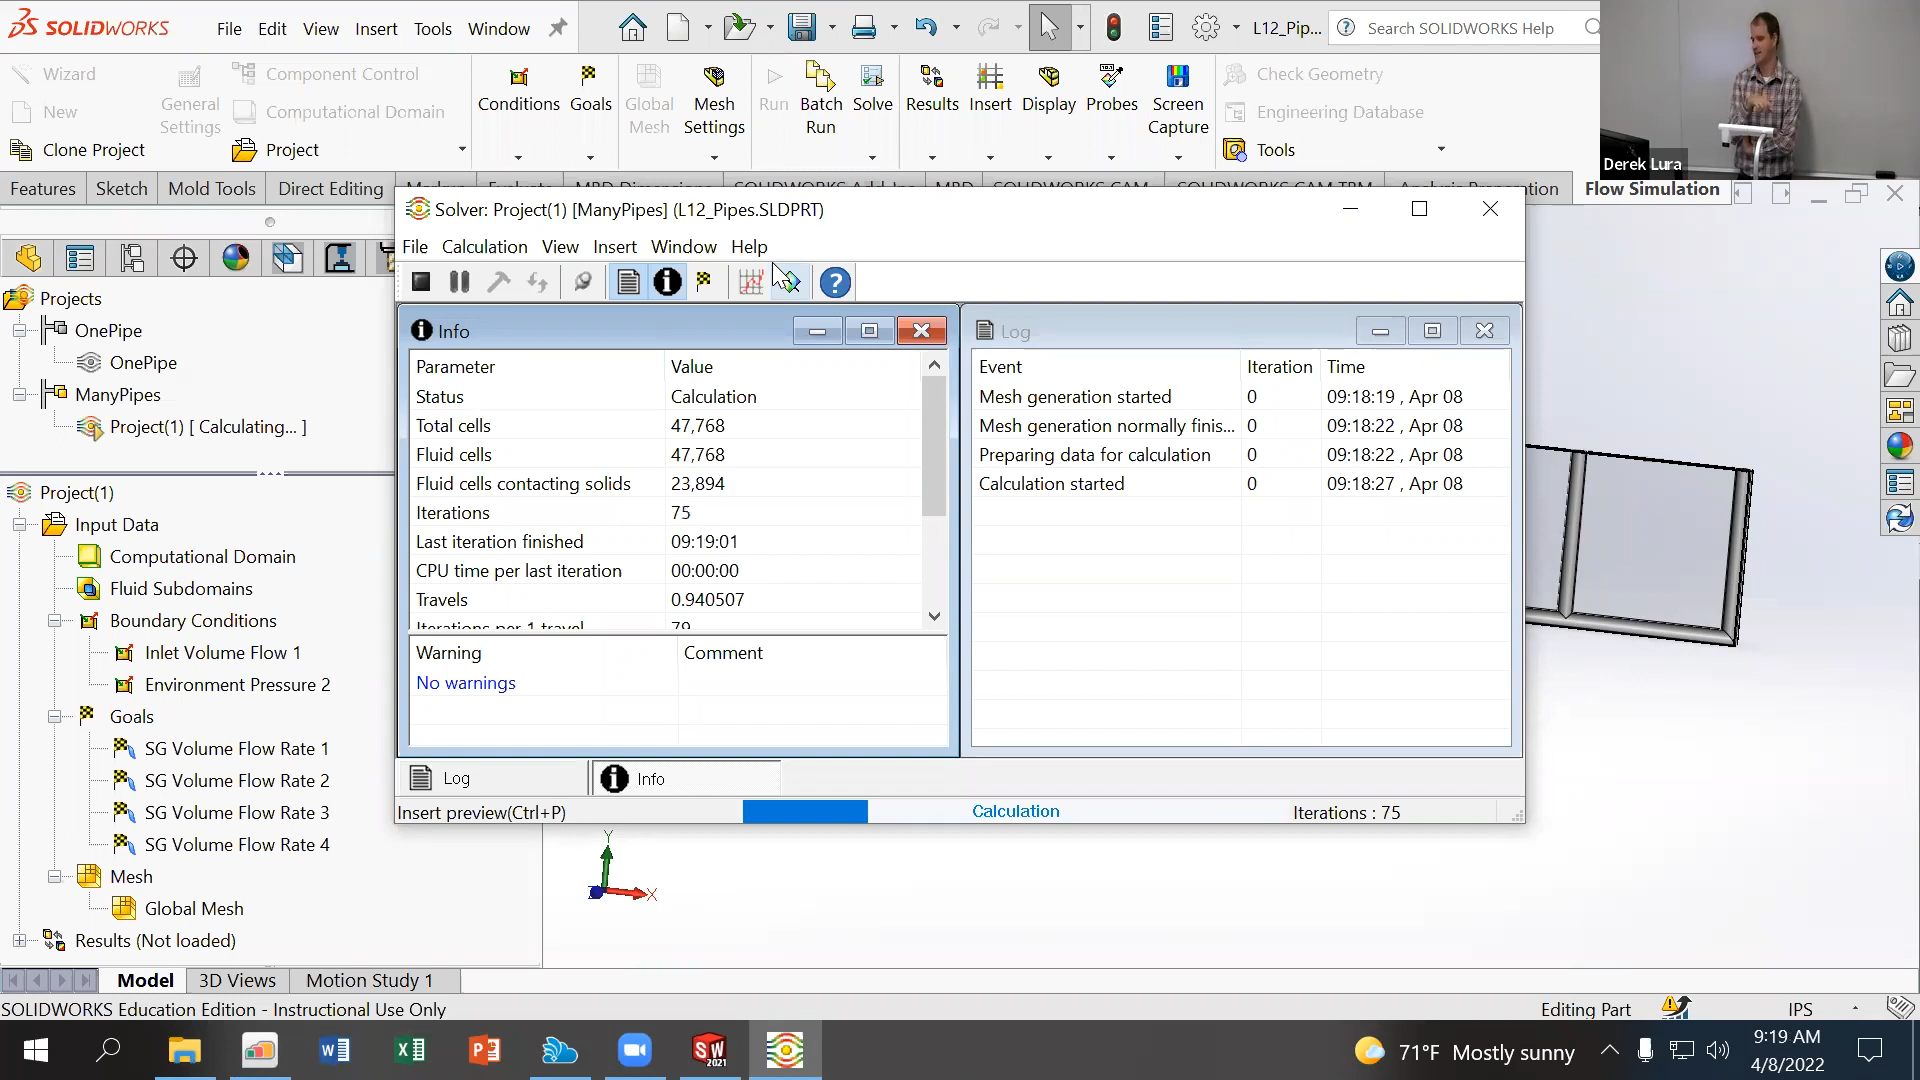 SOLIDWORKS
File Edit View Insert Tools Window
L12_Pip...
Search SOLIDWORKS Help
Wizard
New
Clone Project
General Settings
Component Control
Computational Domain
Project
Conditions
Goals
Global Mesh
Mesh Settings
Run
Batch Run
Solve
Results
Insert
Display
Probes
Screen Capture
Check Geometry
Engineering Database
Tools
Derek Lura
Features Sketch Mold Tools Direct Editing
Flow Simulation
Solver: Project(1) [ManyPipes] (L12_Pipes.SLDPRT)
File Calculation View Insert Window Help
Projects
OnePipe
OnePipe
ManyPipes
Project(1) [ Calculating... ]
Project(1)
Input Data
Computational Domain
Fluid Subdomains
Boundary Conditions
Inlet Volume Flow 1
Environment Pressure 2
Goals
SG Volume Flow Rate 1
SG Volume Flow Rate 2
SG Volume Flow Rate 3
SG Volume Flow Rate 4
Mesh
Global Mesh
Results (Not loaded)
Info
Parameter Value
Status Calculation
Total cells 47,768
Fluid cells 47,768
Fluid cells contacting solids 23,894
Iterations 75
Last iteration finished 09:19:01
CPU time per last iteration 00:00:00
Travels 0.940507
Iterations per 1 travel 79
Warning Comment
No warnings
Log
Event Iteration Time
Mesh generation started 0 09:18:19 , Apr 08
Mesh generation normally finis... 0 09:18:22 , Apr 08
Preparing data for calculation 0 09:18:22 , Apr 08
Calculation started 0 09:18:27 , Apr 08
Log Info
Insert preview(Ctrl+P) Calculation Iterations : 75
Y
X
Model 3D Views Motion Study 1
SOLIDWORKS Education Edition - Instructional Use Only
Editing Part IPS
71°F Mostly sunny
9:19 AM
4/8/2022